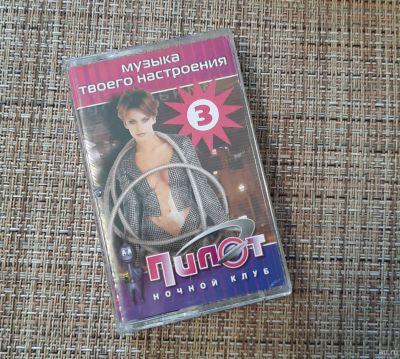 музыка
твоего настроения
3
Пилот
НОЧНОЙ КЛУБ